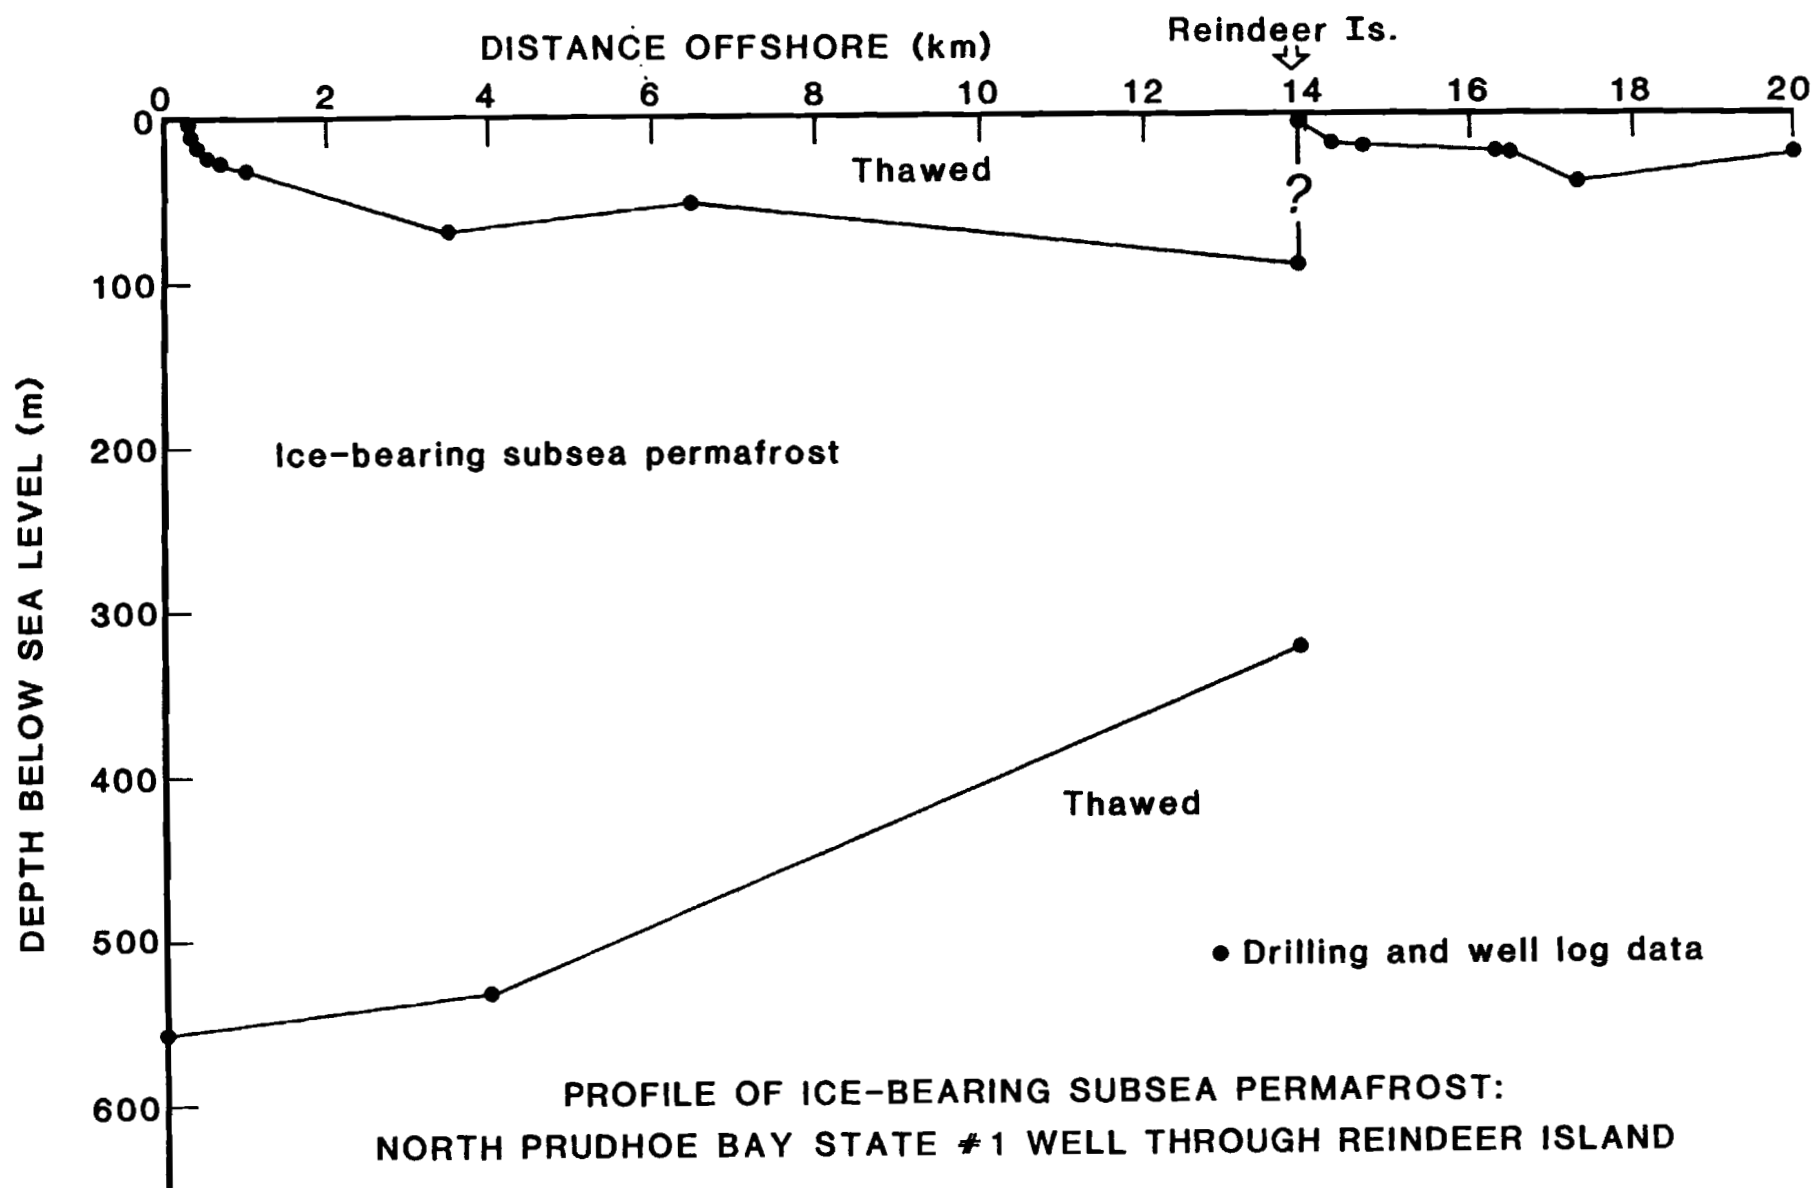 Reindeer Is.
DISTANCE OFFSHORE (km)
0 2 4 6 8 10 12 14 16 18 20
0
Thawed
?
100
200
Ice-bearing subsea permafrost
300
400
Thawed
500
600
DEPTH BELOW SEA LEVEL (m)
Drilling and well log data
PROFILE OF ICE-BEARING SUBSEA PERMAFROST:
NORTH PRUDHOE BAY STATE #1 WELL THROUGH REINDEER ISLAND